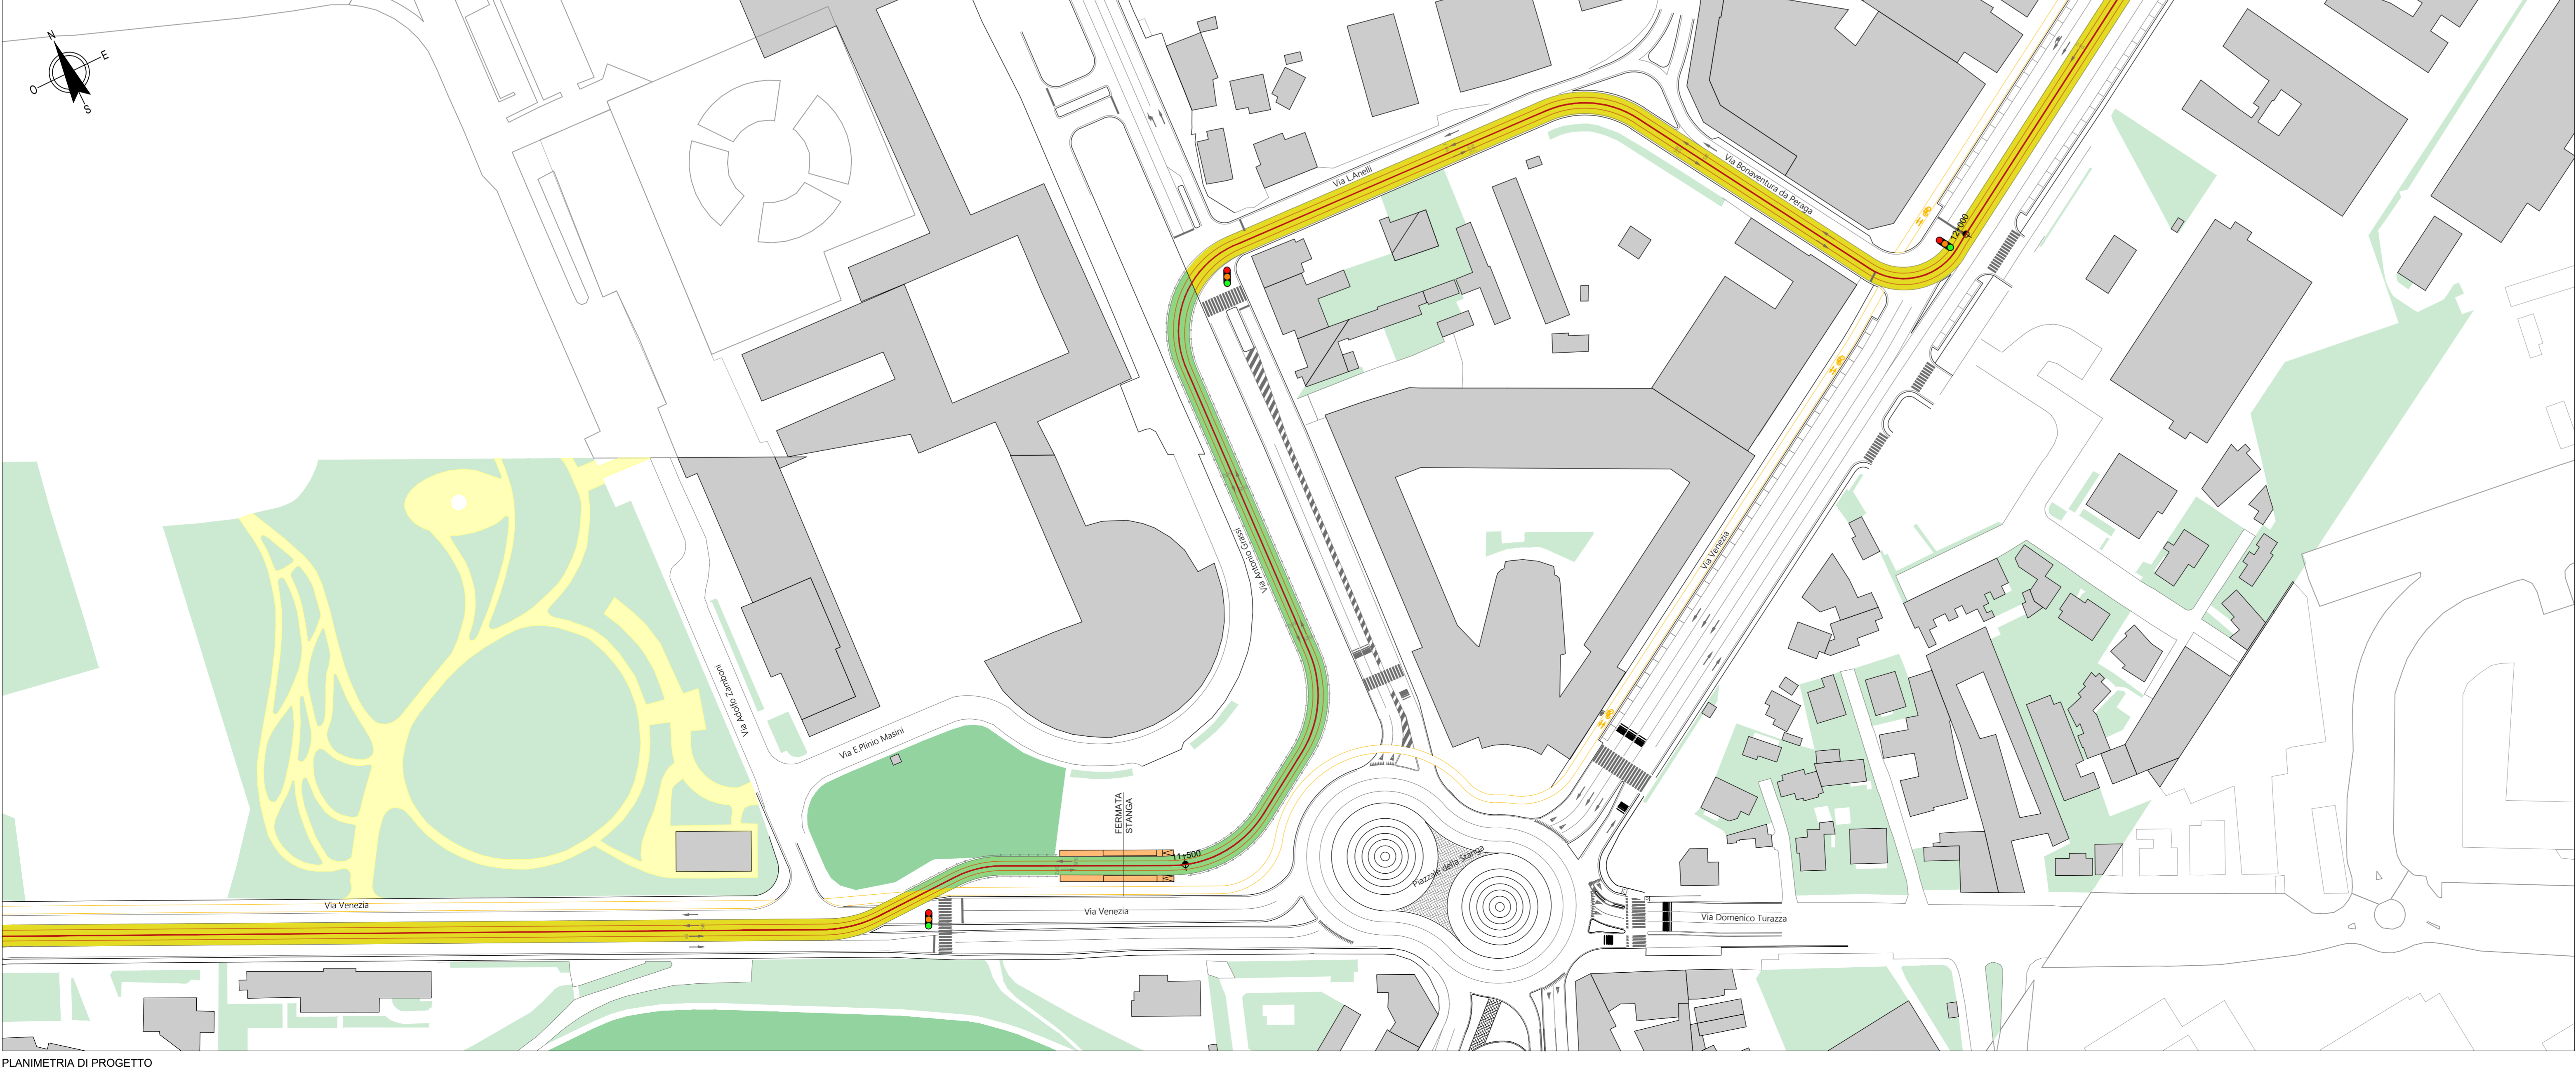 N
E
O
S
Via L.Anelli
Via Bonaventura da Peraga
12+000
Via Antonio Grassi
Via Venezia
Via Adolfo Zamboni
Via E.Plinio Masini
FERMATA
STANGA
11+500
Piazzale della Stanga
Via Venezia
Via Venezia
Via Domenico Turazza
PLANIMETRIA DI PROGETTO